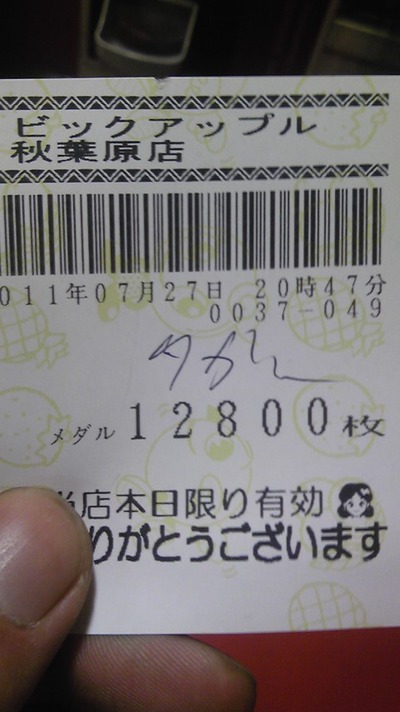 ビックアップル
秋葉原店
011年07月27日 20時47分
0037-049
メダル 12800枚
当店本日限り有効
りがとうございます